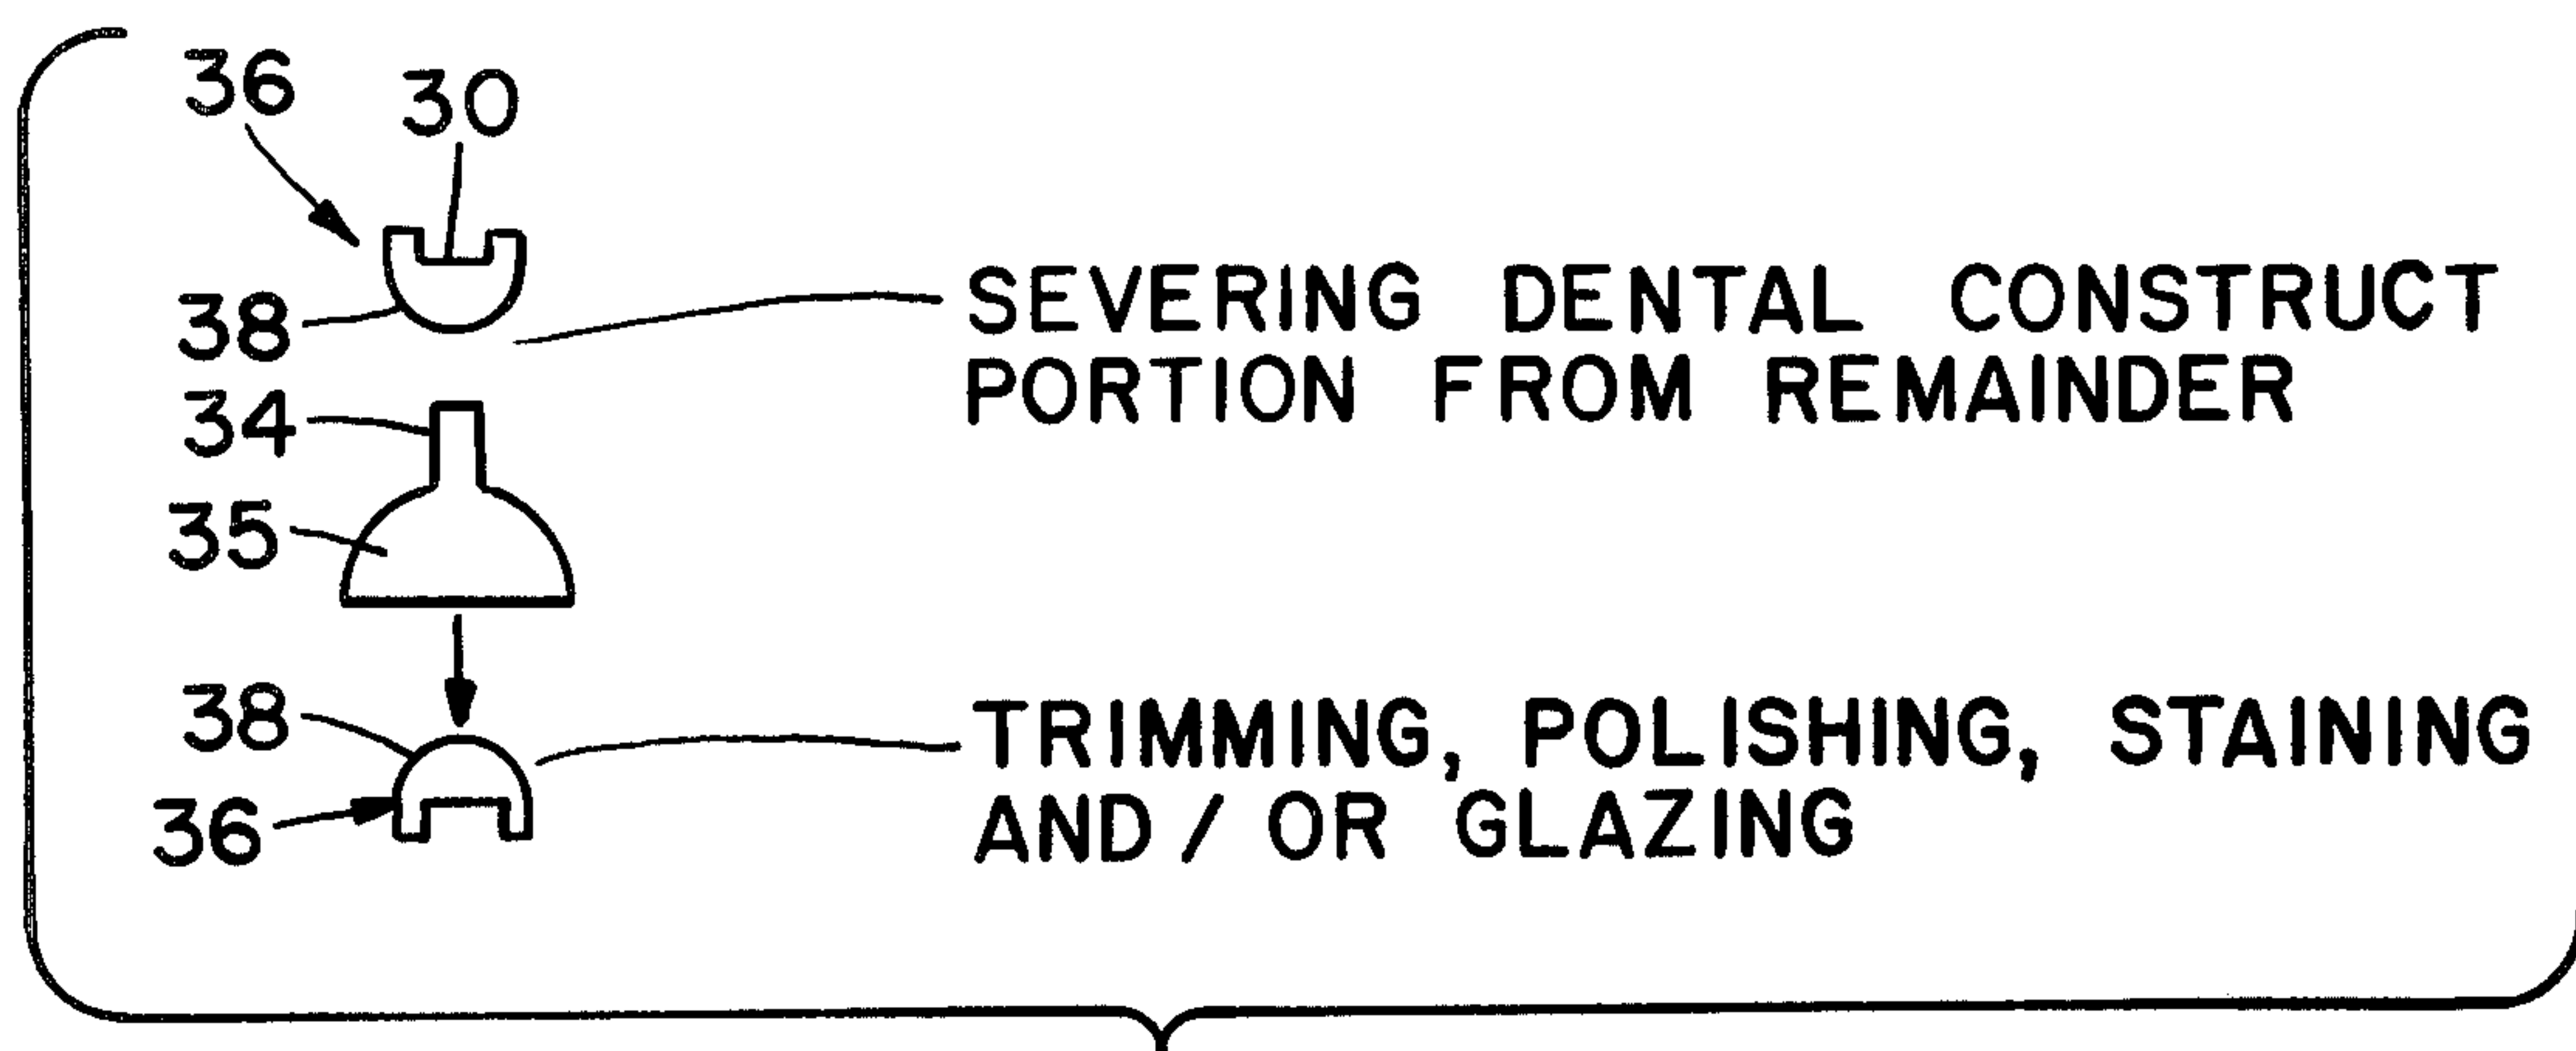 36
30
38
SEVERING DENTAL CONSTRUCT
PORTION FROM REMAINDER
34
35
38
TRIMMING, POLISHING, STAINING
AND / OR GLAZING
36